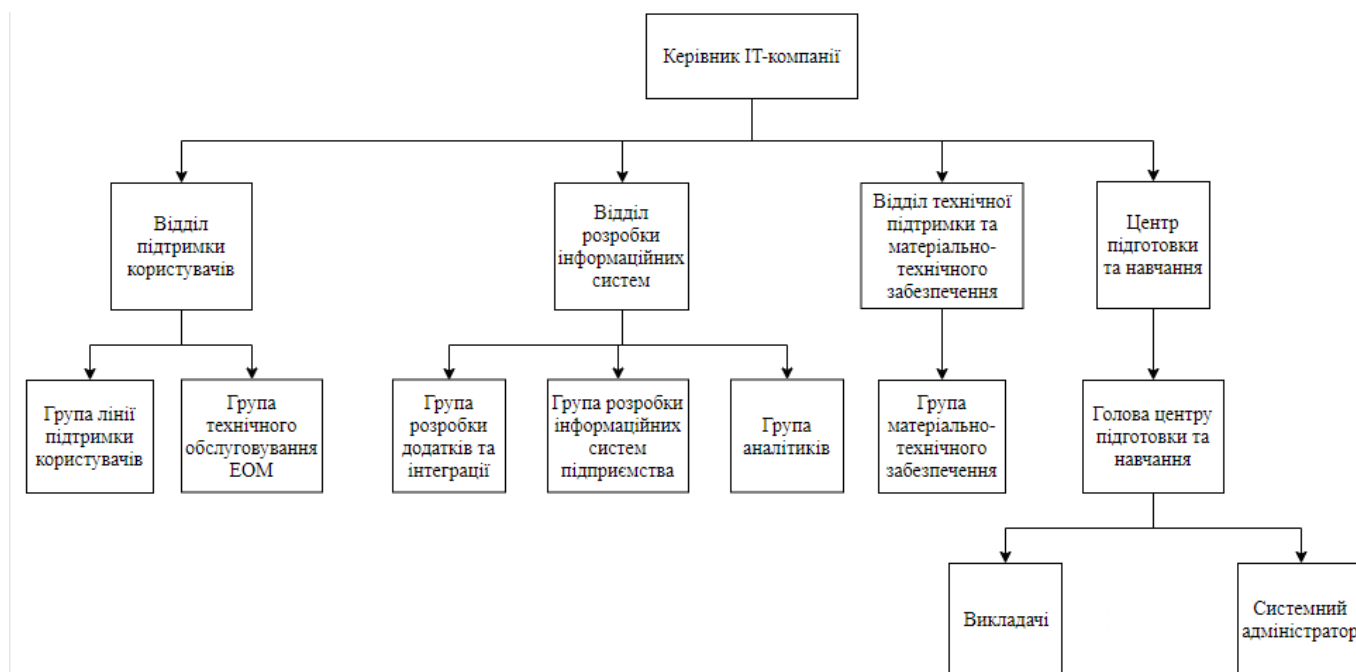 Керівник ІТ-компанії
Відділ
підтримки
користувачів
Відділ
розробки
інформаційних
систем
Відділ технічної
підтримки та
матеріально-
технічного
забезпечення
Центр
підготовки
та навчання
Група лінії
підтримки
користувачів
Група
технічного
обслуговування
ЕОМ
Група
розробки
додатків та
інтеграції
Група розробки
інформаційних
систем
підприємства
Група
аналітиків
Група
матеріально-
технічного
забезпечення
Голова центру
підготовки та
навчання
Викладачі
Системний
адміністратор